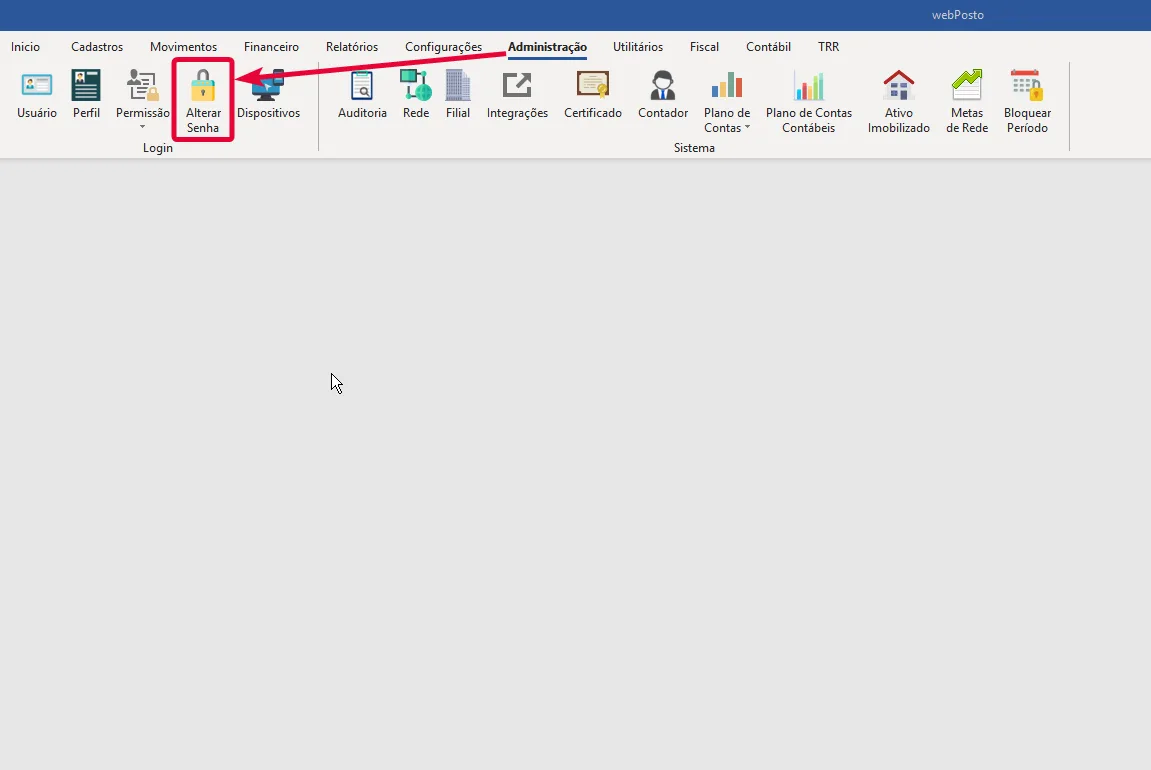 webPosto
Inicio Cadastros Movimentos Financeiro Relatórios Configurações Administração Utilitários Fiscal Contábil TRR
Usuário Perfil Permissão Alterar Senha Dispositivos Auditoria Rede Filial Integrações Certificado Contador Plano de Contas Plano de Contas Contábeis Ativo Imobilizado Metas de Rede Bloquear Período
Login Sistema